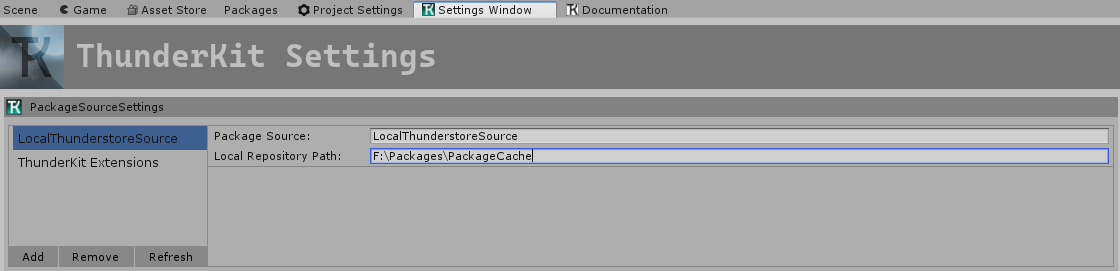 Scene Game Asset Store Packages Project Settings Settings Window Documentation
ThunderKit Settings
PackageSourceSettings
LocalThunderstoreSource Package Source: LocalThunderstoreSource
Local Repository Path: F:\Packages\PackageCache
ThunderKit Extensions
Add Remove Refresh